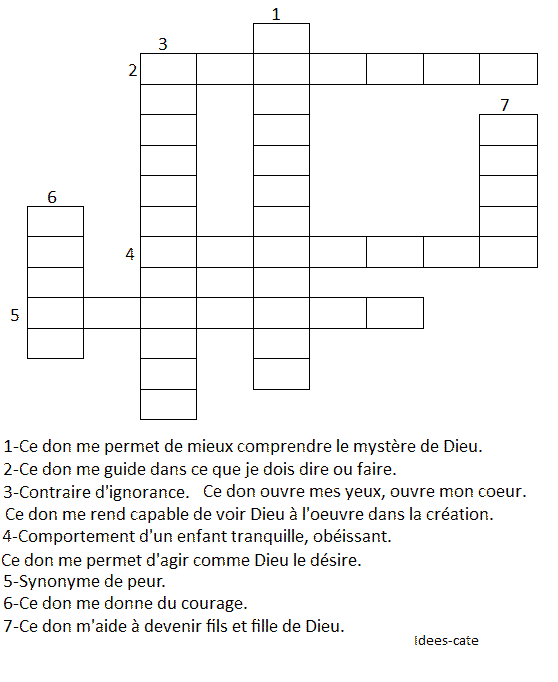 1
3
2
7
6
4
5
1-Ce don me permet de mieux comprendre le mystère de Dieu.
2-Ce don me guide dans ce que je dois dire ou faire.
3-Contraire d'ignorance. Ce don ouvre mes yeux, ouvre mon coeur.
Ce don me rend capable de voir Dieu à l'oeuvre dans la création.
4-Comportement d'un enfant tranquille, obéissant.
Ce don me permet d'agir comme Dieu le désire.
5-Synonyme de peur.
6-Ce don me donne du courage.
7-Ce don m'aide à devenir fils et fille de Dieu.
Idees-cate